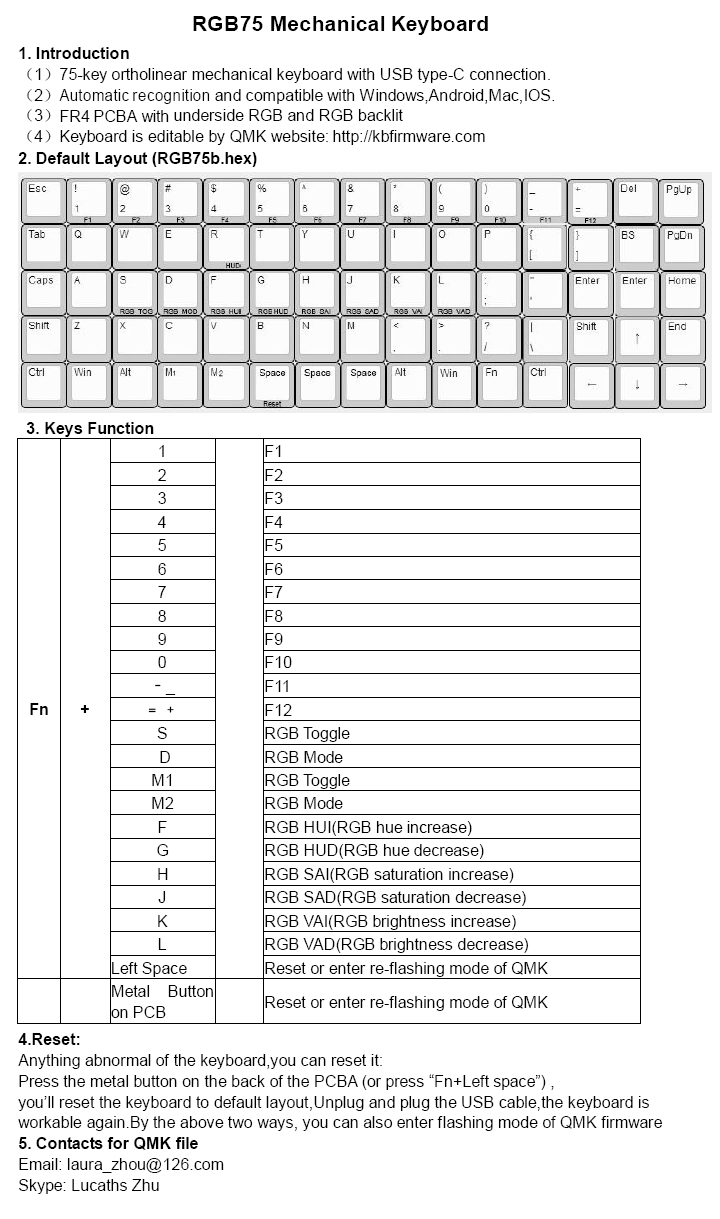 RGB75 Mechanical Keyboard
1. Introduction
（1）75-key ortholinear mechanical keyboard with USB type-C connection.
（2）Automatic recognition and compatible with Windows,Android,Mac,IOS.
（3）FR4 PCBA with underside RGB and RGB backlit
（4）Keyboard is editable by QMK website: http://kbfirmware.com
2. Default Layout (RGB75b.hex)
Esc ! @ # $ % ^ & * ( ) _ + Del PgUp
1 2 3 4 5 6 7 8 9 0 - =
F1 F2 F3 F4 F5 F6 F7 F8 F9 F10 F11 F12
Tab Q W E R T Y U I O P { } BS PgDn
[ ]
HUD
Caps A S D F G H J K L : " Enter Enter Home
; '
RGB TOG RGB MOD RGB HUI RGB HUD RGB SAI RGB SAD RGB VAI RGB VAD
Shift Z X C V B N M < > ? | Shift ↑ End
, . / \
Ctrl Win Alt M1 M2 Space Space Space Alt Win Fn Ctrl ← ↓ →
Reset
3. Keys Function
1 F1
2 F2
3 F3
4 F4
5 F5
6 F6
7 F7
8 F8
9 F9
0 F10
- _ F11
Fn + = + F12
S RGB Toggle
D RGB Mode
M1 RGB Toggle
M2 RGB Mode
F RGB HUI(RGB hue increase)
G RGB HUD(RGB hue decrease)
H RGB SAI(RGB saturation increase)
J RGB SAD(RGB saturation decrease)
K RGB VAI(RGB brightness increase)
L RGB VAD(RGB brightness decrease)
Left Space Reset or enter re-flashing mode of QMK
Metal Button
on PCB Reset or enter re-flashing mode of QMK
4.Reset:
Anything abnormal of the keyboard,you can reset it:
Press the metal button on the back of the PCBA (or press “Fn+Left space”) ,
you’ll reset the keyboard to default layout,Unplug and plug the USB cable,the keyboard is
workable again.By the above two ways, you can also enter flashing mode of QMK firmware
5. Contacts for QMK file
Email: laura_zhou@126.com
Skype: Lucaths Zhu